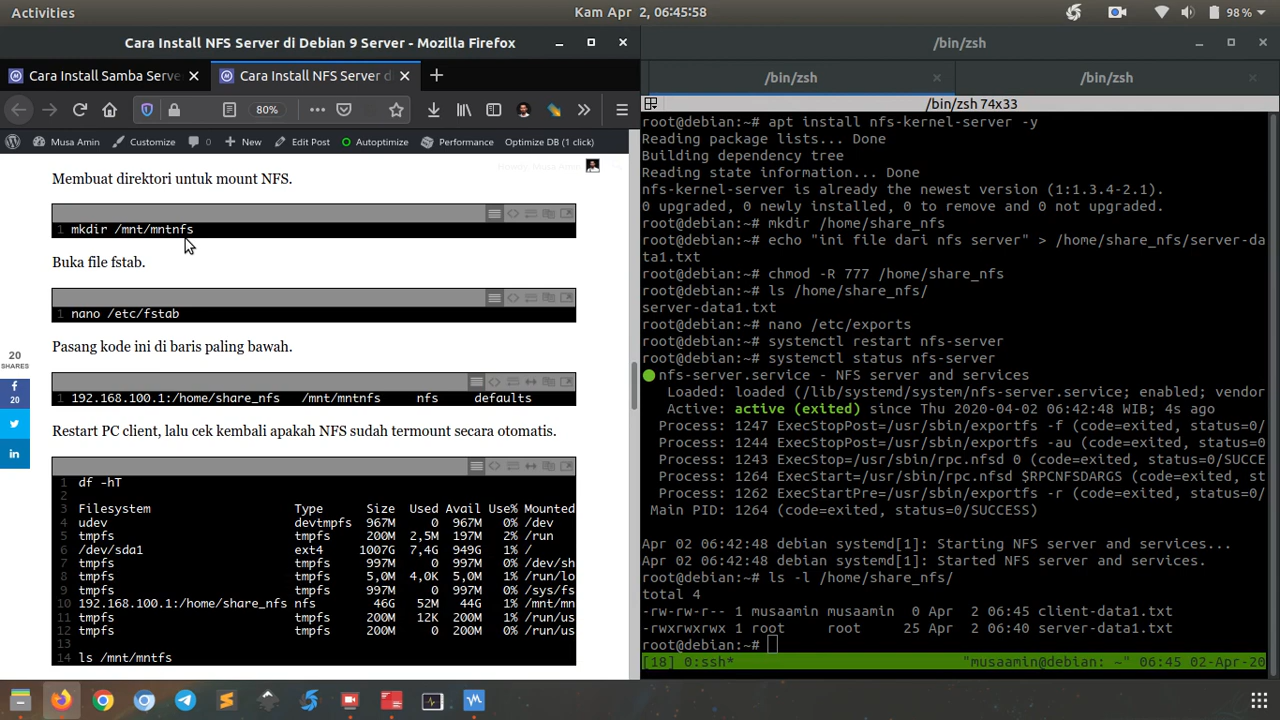 Activities
Kam Apr 2, 06:45:58
98 %
Cara Install NFS Server di Debian 9 Server - Mozilla Firefox
Cara Install Samba Serve
Cara Install NFS Server d
80%
Musa Amin
Customize
0
New
Edit Post
Autoptimize
Performance
Optimize DB (1 click)
Membuat direktori untuk mount NFS.
1 mkdir /mnt/mntnfs
Buka file fstab.
1 nano /etc/fstab
Pasang kode ini di baris paling bawah.
1 192.168.100.1:/home/share_nfs /mnt/mntnfs nfs defaults
Restart PC client, lalu cek kembali apakah NFS sudah termount secara otomatis.
1 df -hT
2
3 Filesystem Type Size Used Avail Use% Mounted
4 udev devtmpfs 967M 0 967M 0% /dev
5 tmpfs tmpfs 200M 2,5M 197M 2% /run
6 /dev/sda1 ext4 1007G 7,4G 949G 1% /
7 tmpfs tmpfs 997M 0 997M 0% /dev/sh
8 tmpfs tmpfs 5,0M 4,0K 5,0M 1% /run/lo
9 tmpfs tmpfs 997M 0 997M 0% /sys/fs
10 192.168.100.1:/home/share_nfs nfs 46G 52M 44G 1% /mnt/mn
11 tmpfs tmpfs 200M 12K 200M 1% /run/us
12 tmpfs tmpfs 200M 0 200M 0% /run/us
13
14 ls /mnt/mntfs
20
SHARES
20
/bin/zsh
/bin/zsh
/bin/zsh
/bin/zsh 74x33
root@debian:~# apt install nfs-kernel-server -y
Reading package lists... Done
Building dependency tree
Reading state information... Done
nfs-kernel-server is already the newest version (1:1.3.4-2.1).
0 upgraded, 0 newly installed, 0 to remove and 0 not upgraded.
root@debian:~# mkdir /home/share_nfs
root@debian:~# echo "ini file dari nfs server" > /home/share_nfs/server-da
ta1.txt
root@debian:~# chmod -R 777 /home/share_nfs
root@debian:~# ls /home/share_nfs/
server-data1.txt
root@debian:~# nano /etc/exports
root@debian:~# systemctl restart nfs-server
root@debian:~# systemctl status nfs-server
nfs-server.service - NFS server and services
Loaded: loaded (/lib/systemd/system/nfs-server.service; enabled; vendor
Active: active (exited) since Thu 2020-04-02 06:42:48 WIB; 4s ago
Process: 1247 ExecStopPost=/usr/sbin/exportfs -f (code=exited, status=0/
Process: 1244 ExecStopPost=/usr/sbin/exportfs -au (code=exited, status=0
Process: 1243 ExecStop=/usr/sbin/rpc.nfsd 0 (code=exited, status=0/SUCCE
Process: 1264 ExecStart=/usr/sbin/rpc.nfsd $RPCNFSDARGS (code=exited, st
Process: 1262 ExecStartPre=/usr/sbin/exportfs -r (code=exited, status=0/
Main PID: 1264 (code=exited, status=0/SUCCESS)
Apr 02 06:42:48 debian systemd[1]: Starting NFS server and services...
Apr 02 06:42:48 debian systemd[1]: Started NFS server and services.
root@debian:~# ls -l /home/share_nfs/
total 4
-rw-rw-r-- 1 musaamin musaamin 0 Apr 2 06:45 client-data1.txt
-rwxrwxrwx 1 root root 25 Apr 2 06:40 server-data1.txt
root@debian:~#
[18] 0:ssh* "musaamin@debian: ~" 06:45 02-Apr-20